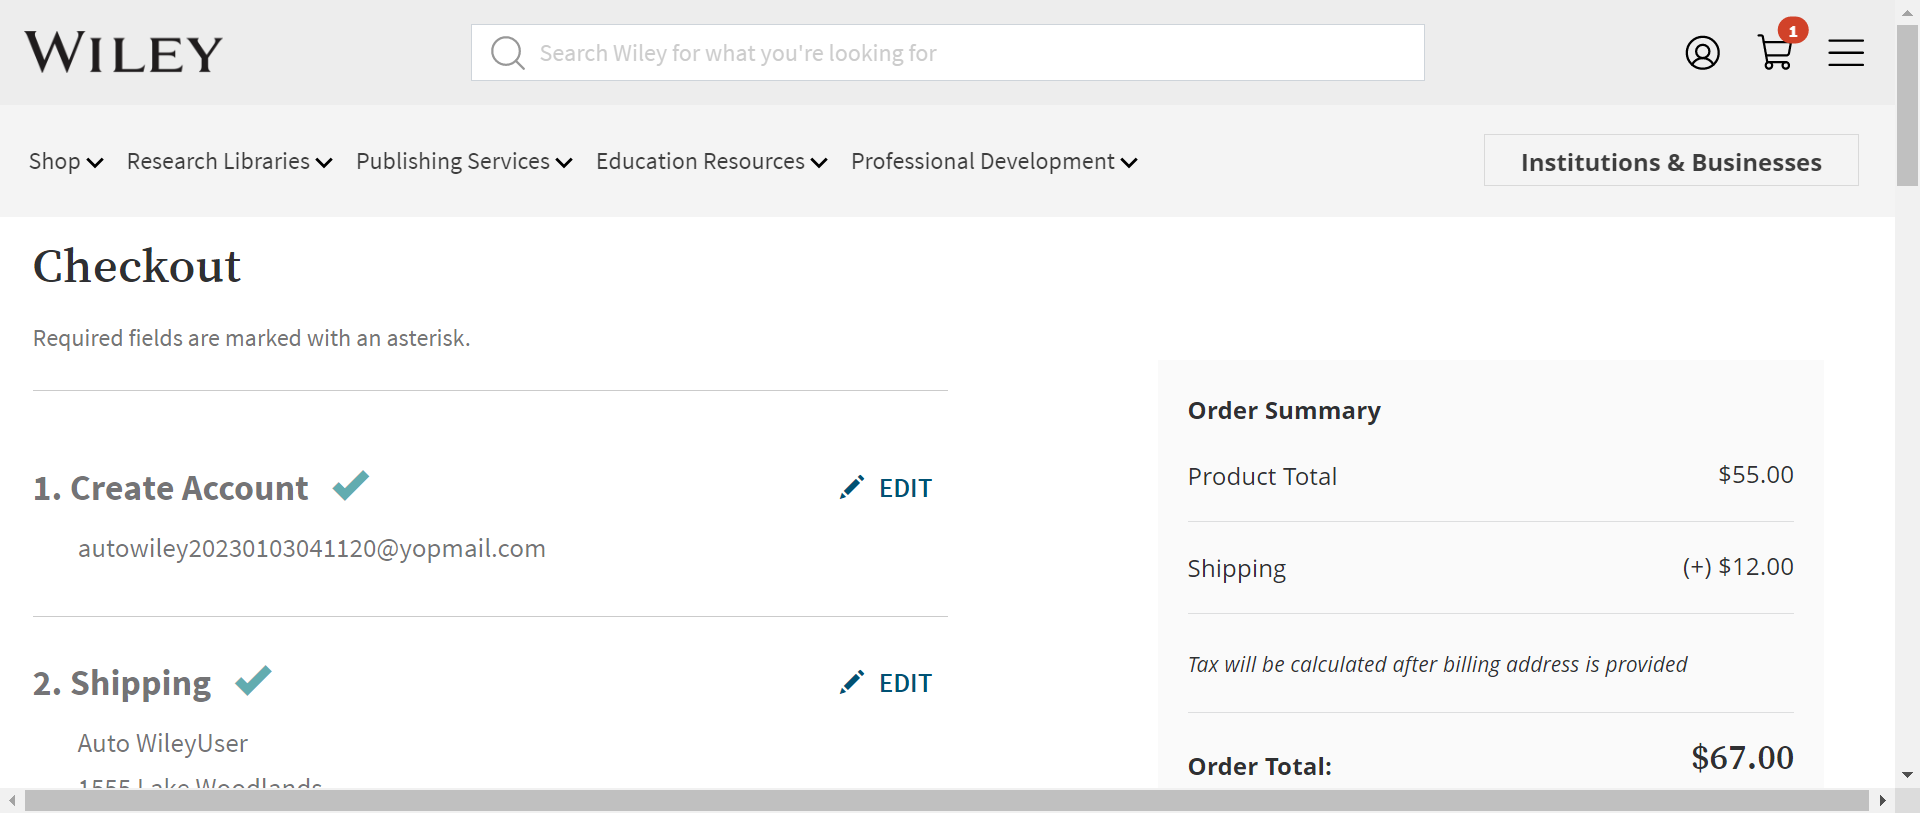 WILEY
Search Wiley for what you're looking for
1
Shop Research Libraries Publishing Services Education Resources Professional Development Institutions & Businesses
Checkout
Required fields are marked with an asterisk.
1. Create Account
EDIT
autowiley20230103041120@yopmail.com
2. Shipping
EDIT
Auto WileyUser
1555 Lake Woodlands
Order Summary
Product Total $55.00
Shipping (+) $12.00
Tax will be calculated after billing address is provided
Order Total: $67.00